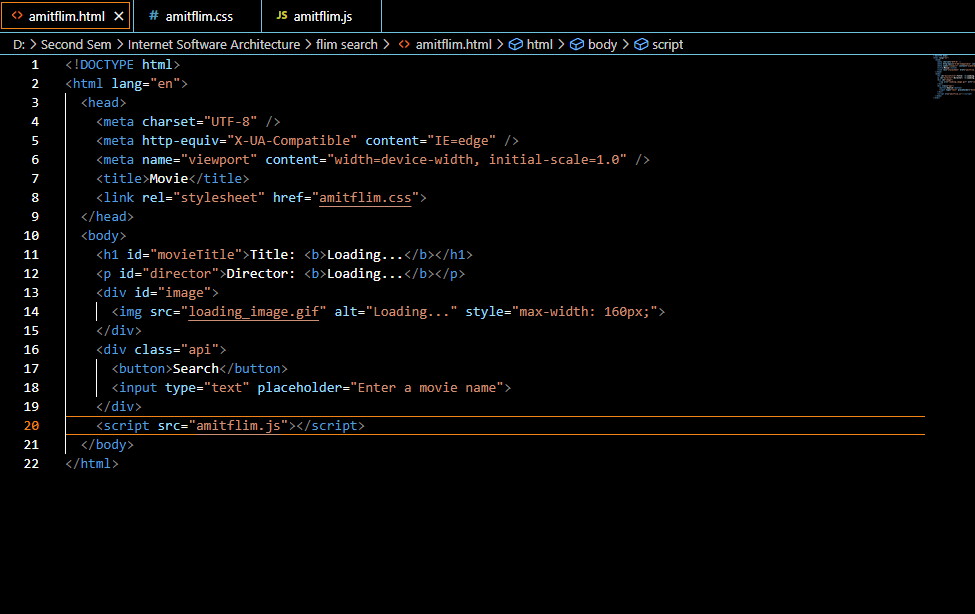 amitflim.html
amitflim.css
JS amitflim.js
D: > Second Sem > Internet Software Architecture > flim search > amitflim.html > html > body > script
1 <!DOCTYPE html>
2 <html lang="en">
3 <head>
4 <meta charset="UTF-8" />
5 <meta http-equiv="X-UA-Compatible" content="IE=edge" />
6 <meta name="viewport" content="width=device-width, initial-scale=1.0" />
7 <title>Movie</title>
8 <link rel="stylesheet" href="amitflim.css">
9 </head>
10 <body>
11 <h1 id="movieTitle">Title: <b>Loading...</b></h1>
12 <p id="director">Director: <b>Loading...</b></p>
13 <div id="image">
14 <img src="loading_image.gif" alt="Loading..." style="max-width: 160px;">
15 </div>
16 <div class="api">
17 <button>Search</button>
18 <input type="text" placeholder="Enter a movie name">
19 </div>
20 <script src="amitflim.js"></script>
21 </body>
22 </html>